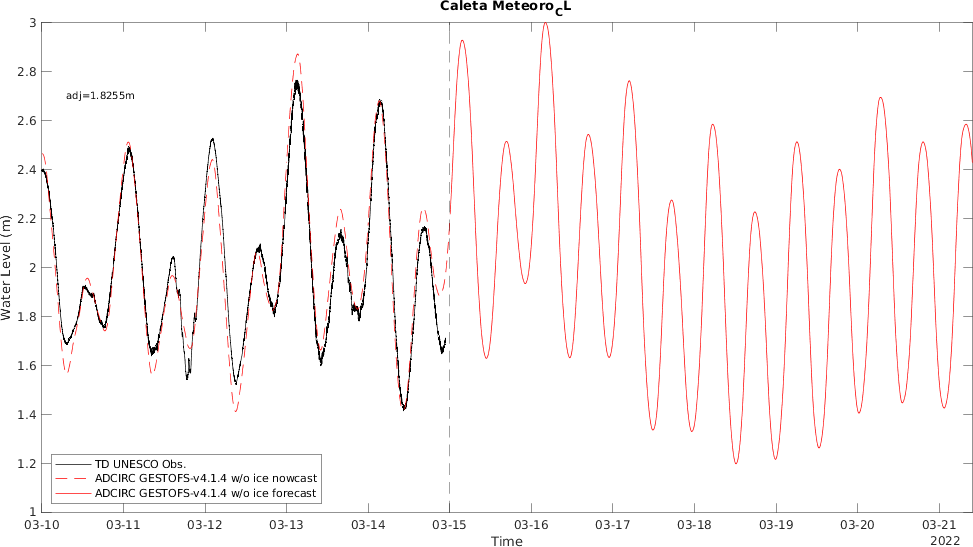 Caleta Meteoro_CL
3
2.8
adj=1.8255m
2.6
2.4
2.2
2
1.8
1.6
1.4
1.2
1
Water Level (m)
TD UNESCO Obs.
ADCIRC GESTOFS-v4.1.4 w/o ice nowcast
ADCIRC GESTOFS-v4.1.4 w/o ice forecast
03-10 03-11 03-12 03-13 03-14 03-15 03-16 03-17 03-18 03-19 03-20 03-21
Time
2022